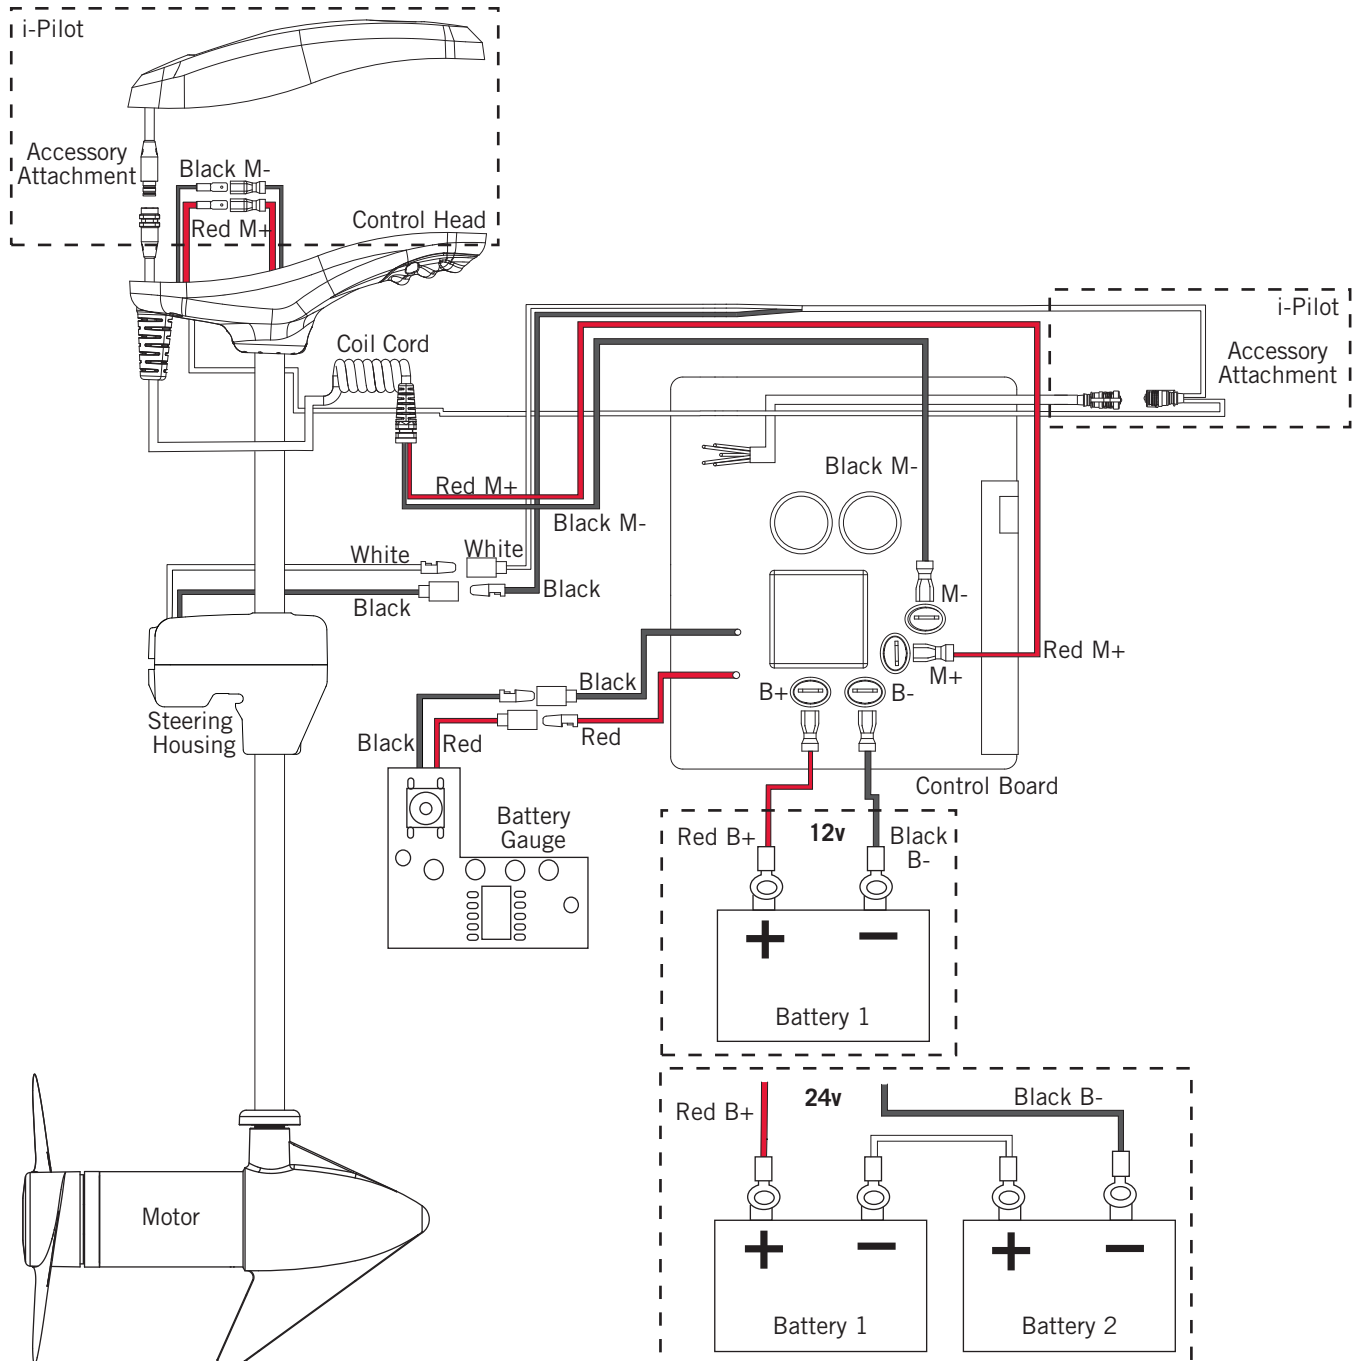 i-Pilot
Accessory
Attachment
Black M-
Red M+
Control Head
i-Pilot
Accessory
Attachment
Coil Cord
Black M-
Red M+
Black M-
White
White
Black
Black
M-
Red M+
M+
B+
B-
Black
Steering
Housing
Black
Red
Red
Control Board
Battery
Gauge
Red B+
12v
Black
B-
+
−
Battery 1
24v
Red B+
Black B-
Motor
+
−
+
−
Battery 1
Battery 2